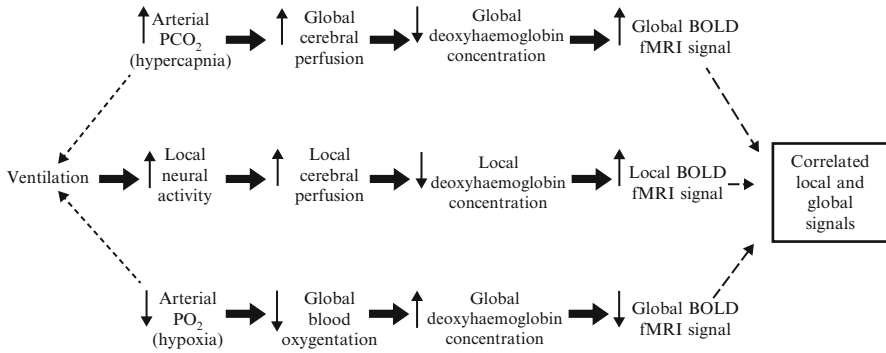 Arterial
PCO₂
(hypercapnia)
Global
cerebral
perfusion
Global
deoxyhaemoglobin
concentration
Global BOLD
fMRI signal
Ventilation
Local
neural
activity
Local
cerebral
perfusion
Local
deoxyhaemoglobin
concentration
Local BOLD
fMRI signal
Correlated
local and
global
signals
Arterial
PO₂
(hypoxia)
Global
blood
oxygentation
Global
deoxyhaemoglobin
concentration
Global BOLD
fMRI signal